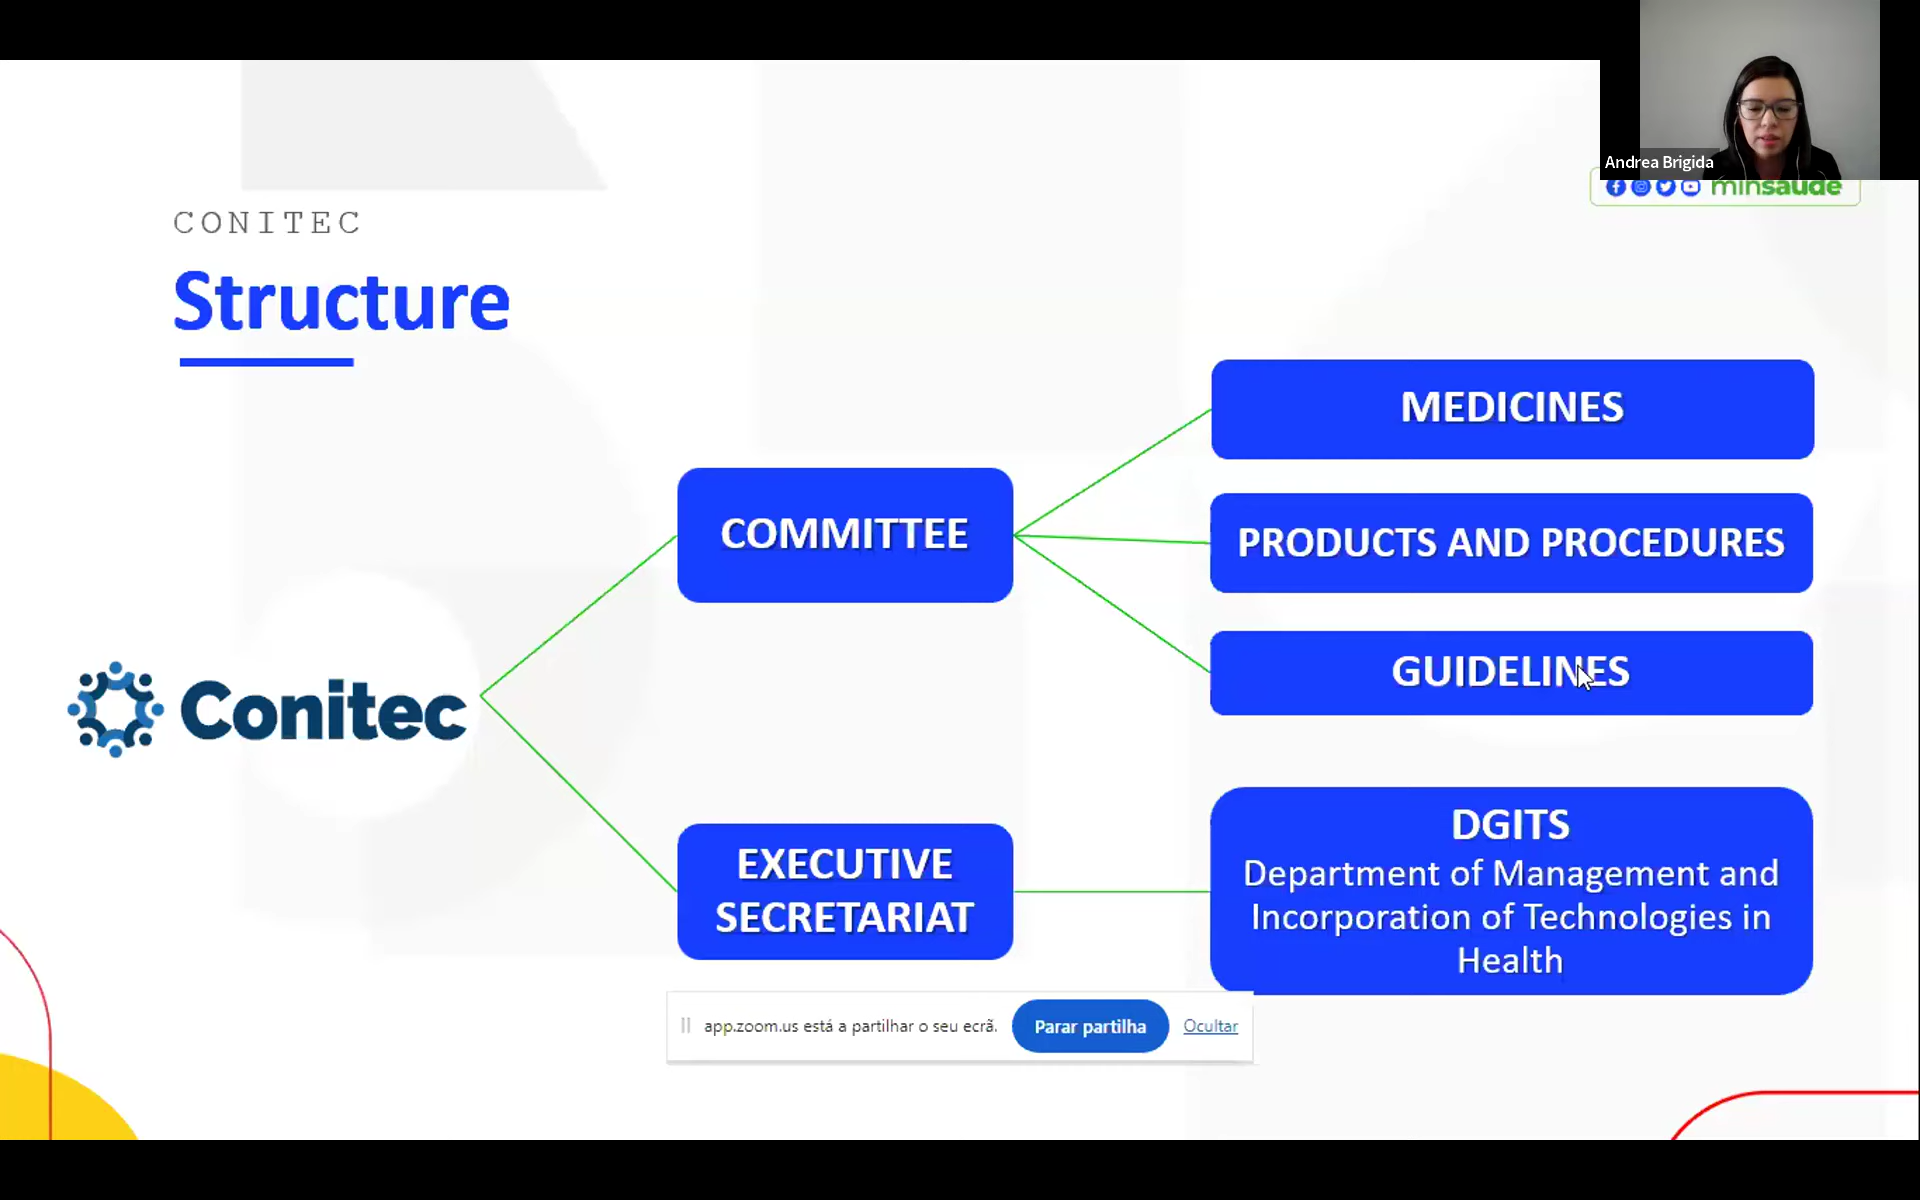 Andrea Brigida
minsaude
CONITEC
Structure
MEDICINES
COMMITTEE
PRODUCTS AND PROCEDURES
GUIDELINES
Conitec
EXECUTIVE
SECRETARIAT
DGITS
Department of Management and
Incorporation of Technologies in
Health
app.zoom.us está a partilhar o seu ecrã.
Parar partilha
Ocultar